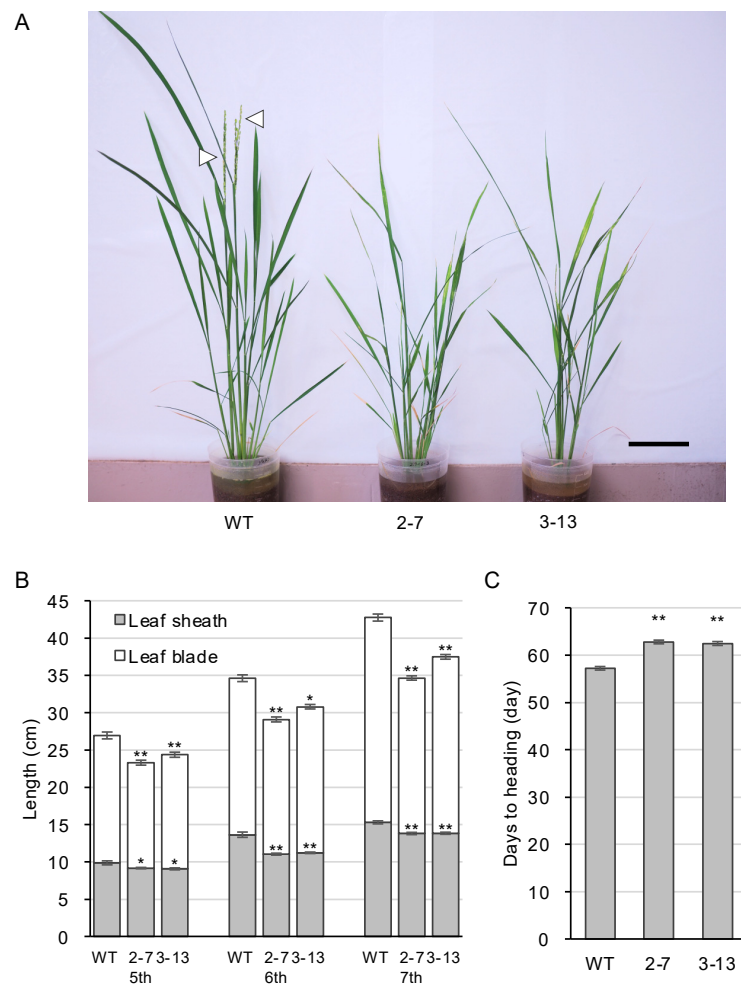 A
WT 2-7 3-13
B
45
40
35
30
25
20
15
10
5
0
Length (cm)
Leaf sheath
Leaf blade
** **
* *
** *
** **
** **
** **
WT 2-7 3-13 WT 2-7 3-13 WT 2-7 3-13
5th 6th 7th
C
70
60
50
40
30
20
10
0
Days to heading (day)
** **
WT 2-7 3-13